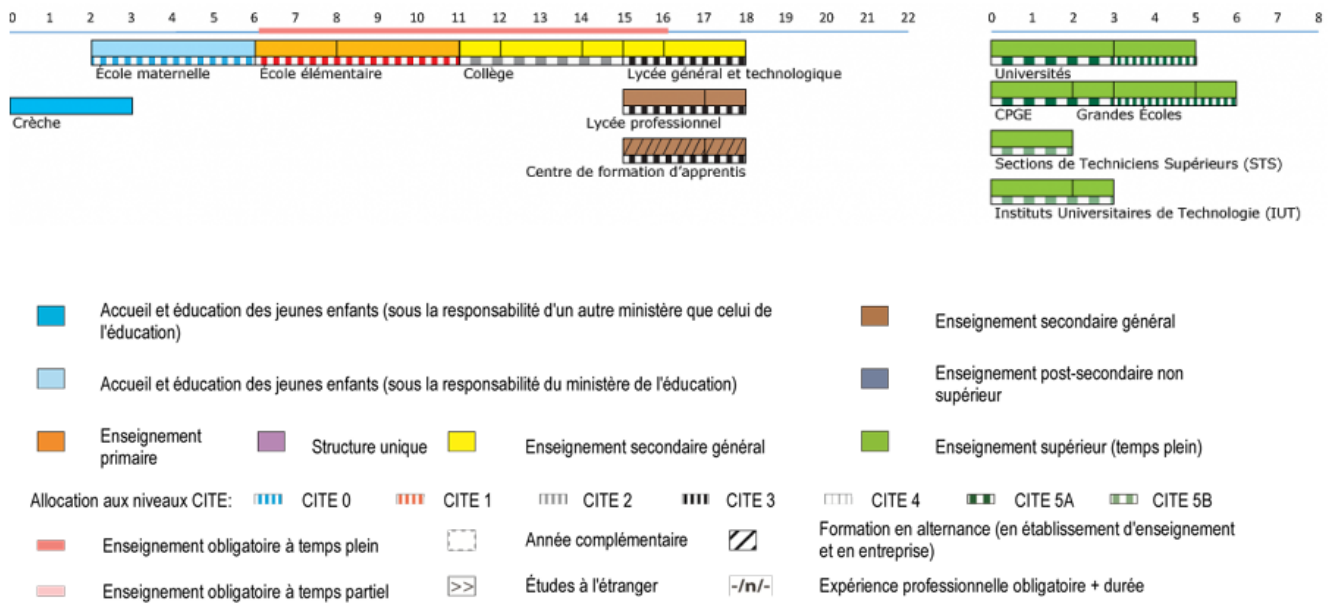 0 1 2 3 4 5 6 7 8 9 10 11 12 13 14 15 16 17 18 19 20 21 22
0 1 2 3 4 5 6 7 8
École maternelle
École élémentaire
Collège
Lycée général et technologique
Universités
Crèche
Lycée professionnel
CPGE
Grandes Écoles
Centre de formation d'apprentis
Sections de Techniciens Supérieurs (STS)
Instituts Universitaires de Technologie (IUT)
Accueil et éducation des jeunes enfants (sous la responsabilité d'un autre ministère que celui de
l'éducation)
Enseignement secondaire général
Accueil et éducation des jeunes enfants (sous la responsabilité du ministère de l'éducation)
Enseignement post-secondaire non
supérieur
Enseignement
primaire
Structure unique
Enseignement secondaire général
Enseignement supérieur (temps plein)
Allocation aux niveaux CITE: CITE 0 CITE 1 CITE 2 CITE 3 CITE 4 CITE 5A CITE 5B
Enseignement obligatoire à temps plein
Année complémentaire
Formation en alternance (en établissement d'enseignement
et en entreprise)
Enseignement obligatoire à temps partiel
>>
Études à l'étranger
-/n/-
Expérience professionnelle obligatoire + durée